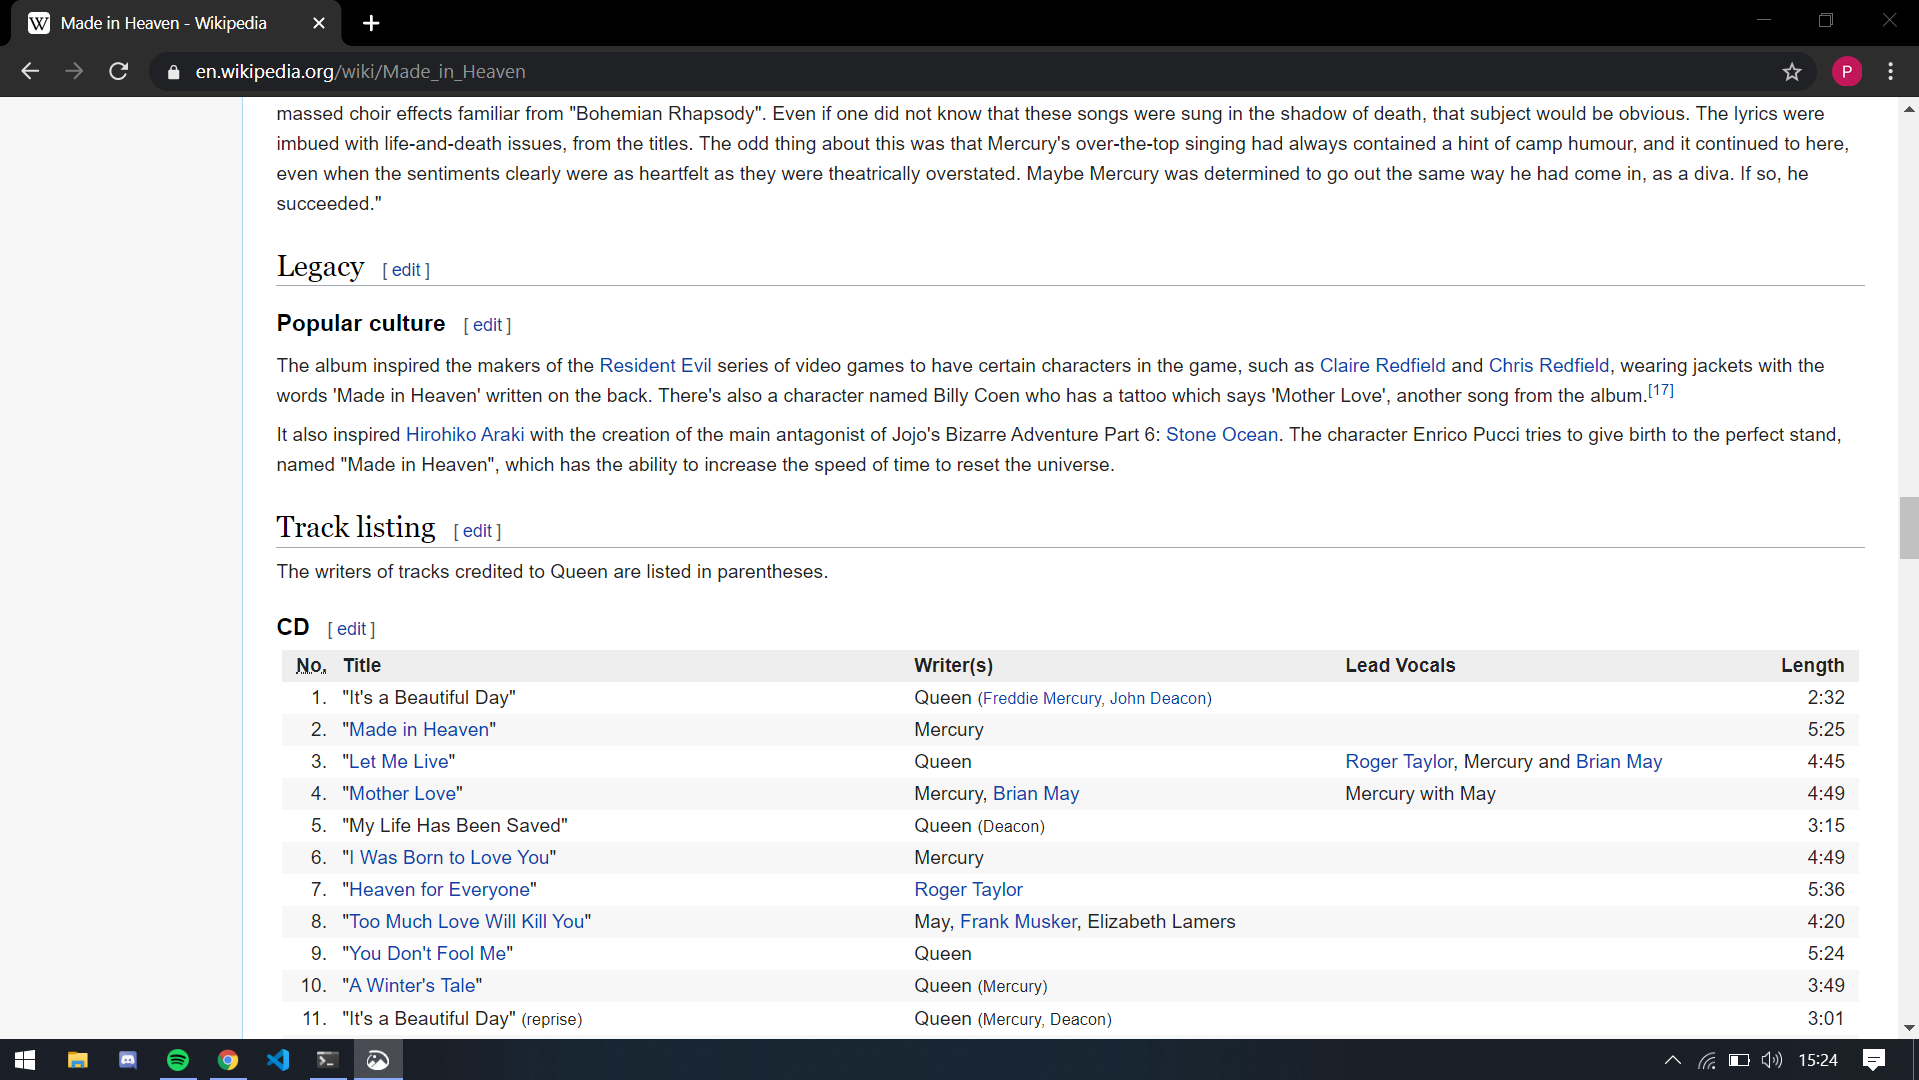 Made in Heaven - Wikipedia
en.wikipedia.org/wiki/Made_in_Heaven
P
massed choir effects familiar from "Bohemian Rhapsody". Even if one did not know that these songs were sung in the shadow of death, that subject would be obvious. The lyrics were
imbued with life-and-death issues, from the titles. The odd thing about this was that Mercury's over-the-top singing had always contained a hint of camp humour, and it continued to here,
even when the sentiments clearly were as heartfelt as they were theatrically overstated. Maybe Mercury was determined to go out the same way he had come in, as a diva. If so, he
succeeded."
Legacy [ edit ]
Popular culture [ edit ]
The album inspired the makers of the Resident Evil series of video games to have certain characters in the game, such as Claire Redfield and Chris Redfield, wearing jackets with the
words 'Made in Heaven' written on the back. There's also a character named Billy Coen who has a tattoo which says 'Mother Love', another song from the album.[17]
It also inspired Hirohiko Araki with the creation of the main antagonist of Jojo's Bizarre Adventure Part 6: Stone Ocean. The character Enrico Pucci tries to give birth to the perfect stand,
named "Made in Heaven", which has the ability to increase the speed of time to reset the universe.
Track listing [ edit ]
The writers of tracks credited to Queen are listed in parentheses.
CD [ edit ]
No. Title Writer(s) Lead Vocals Length
1. "It's a Beautiful Day" Queen (Freddie Mercury, John Deacon) 2:32
2. "Made in Heaven" Mercury 5:25
3. "Let Me Live" Queen Roger Taylor, Mercury and Brian May 4:45
4. "Mother Love" Mercury, Brian May Mercury with May 4:49
5. "My Life Has Been Saved" Queen (Deacon) 3:15
6. "I Was Born to Love You" Mercury 4:49
7. "Heaven for Everyone" Roger Taylor 5:36
8. "Too Much Love Will Kill You" May, Frank Musker, Elizabeth Lamers 4:20
9. "You Don't Fool Me" Queen 5:24
10. "A Winter's Tale" Queen (Mercury) 3:49
11. "It's a Beautiful Day" (reprise) Queen (Mercury, Deacon) 3:01
15:24